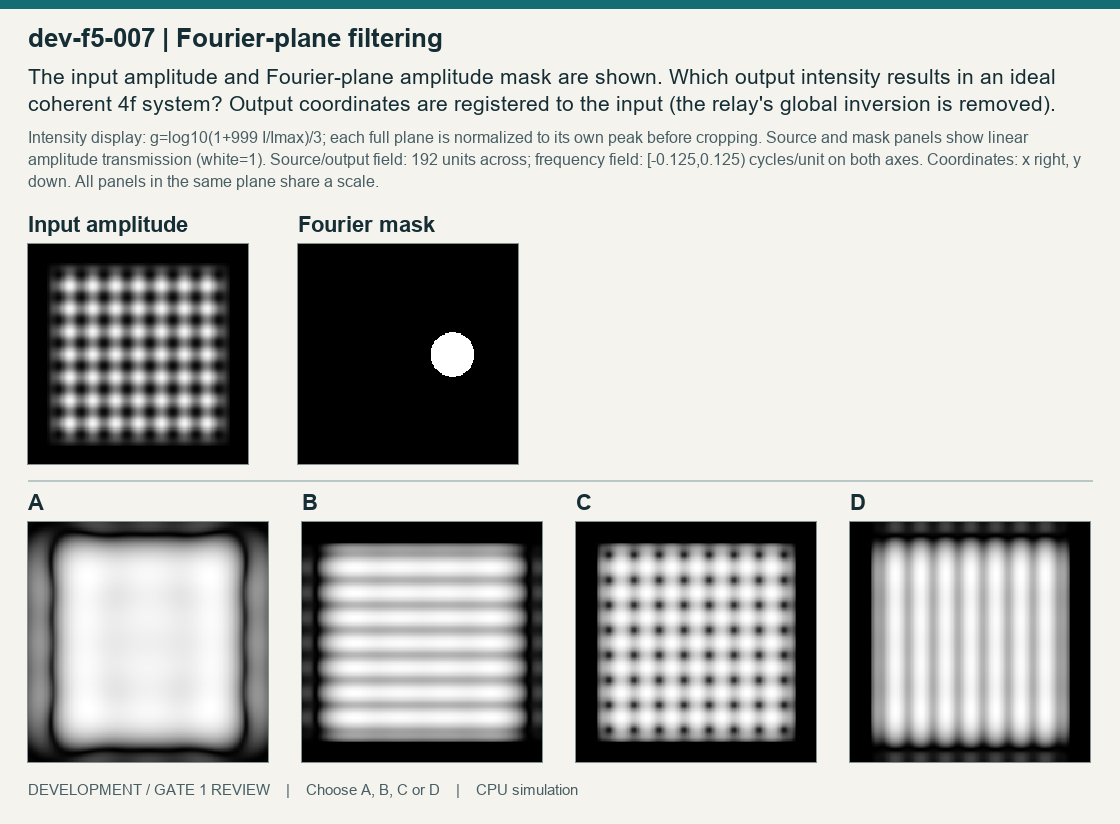 dev-f5-007 | Fourier-plane filtering
The input amplitude and Fourier-plane amplitude mask are shown. Which output intensity results in an ideal
coherent 4f system? Output coordinates are registered to the input (the relay's global inversion is removed).
Intensity display: g=log10(1+999 I/Imax)/3; each full plane is normalized to its own peak before cropping. Source and mask panels show linear
amplitude transmission (white=1). Source/output field: 192 units across; frequency field: [-0.125,0.125) cycles/unit on both axes. Coordinates: x right, y
down. All panels in the same plane share a scale.
Input amplitude Fourier mask
A B C D
DEVELOPMENT / GATE 1 REVIEW | Choose A, B, C or D | CPU simulation